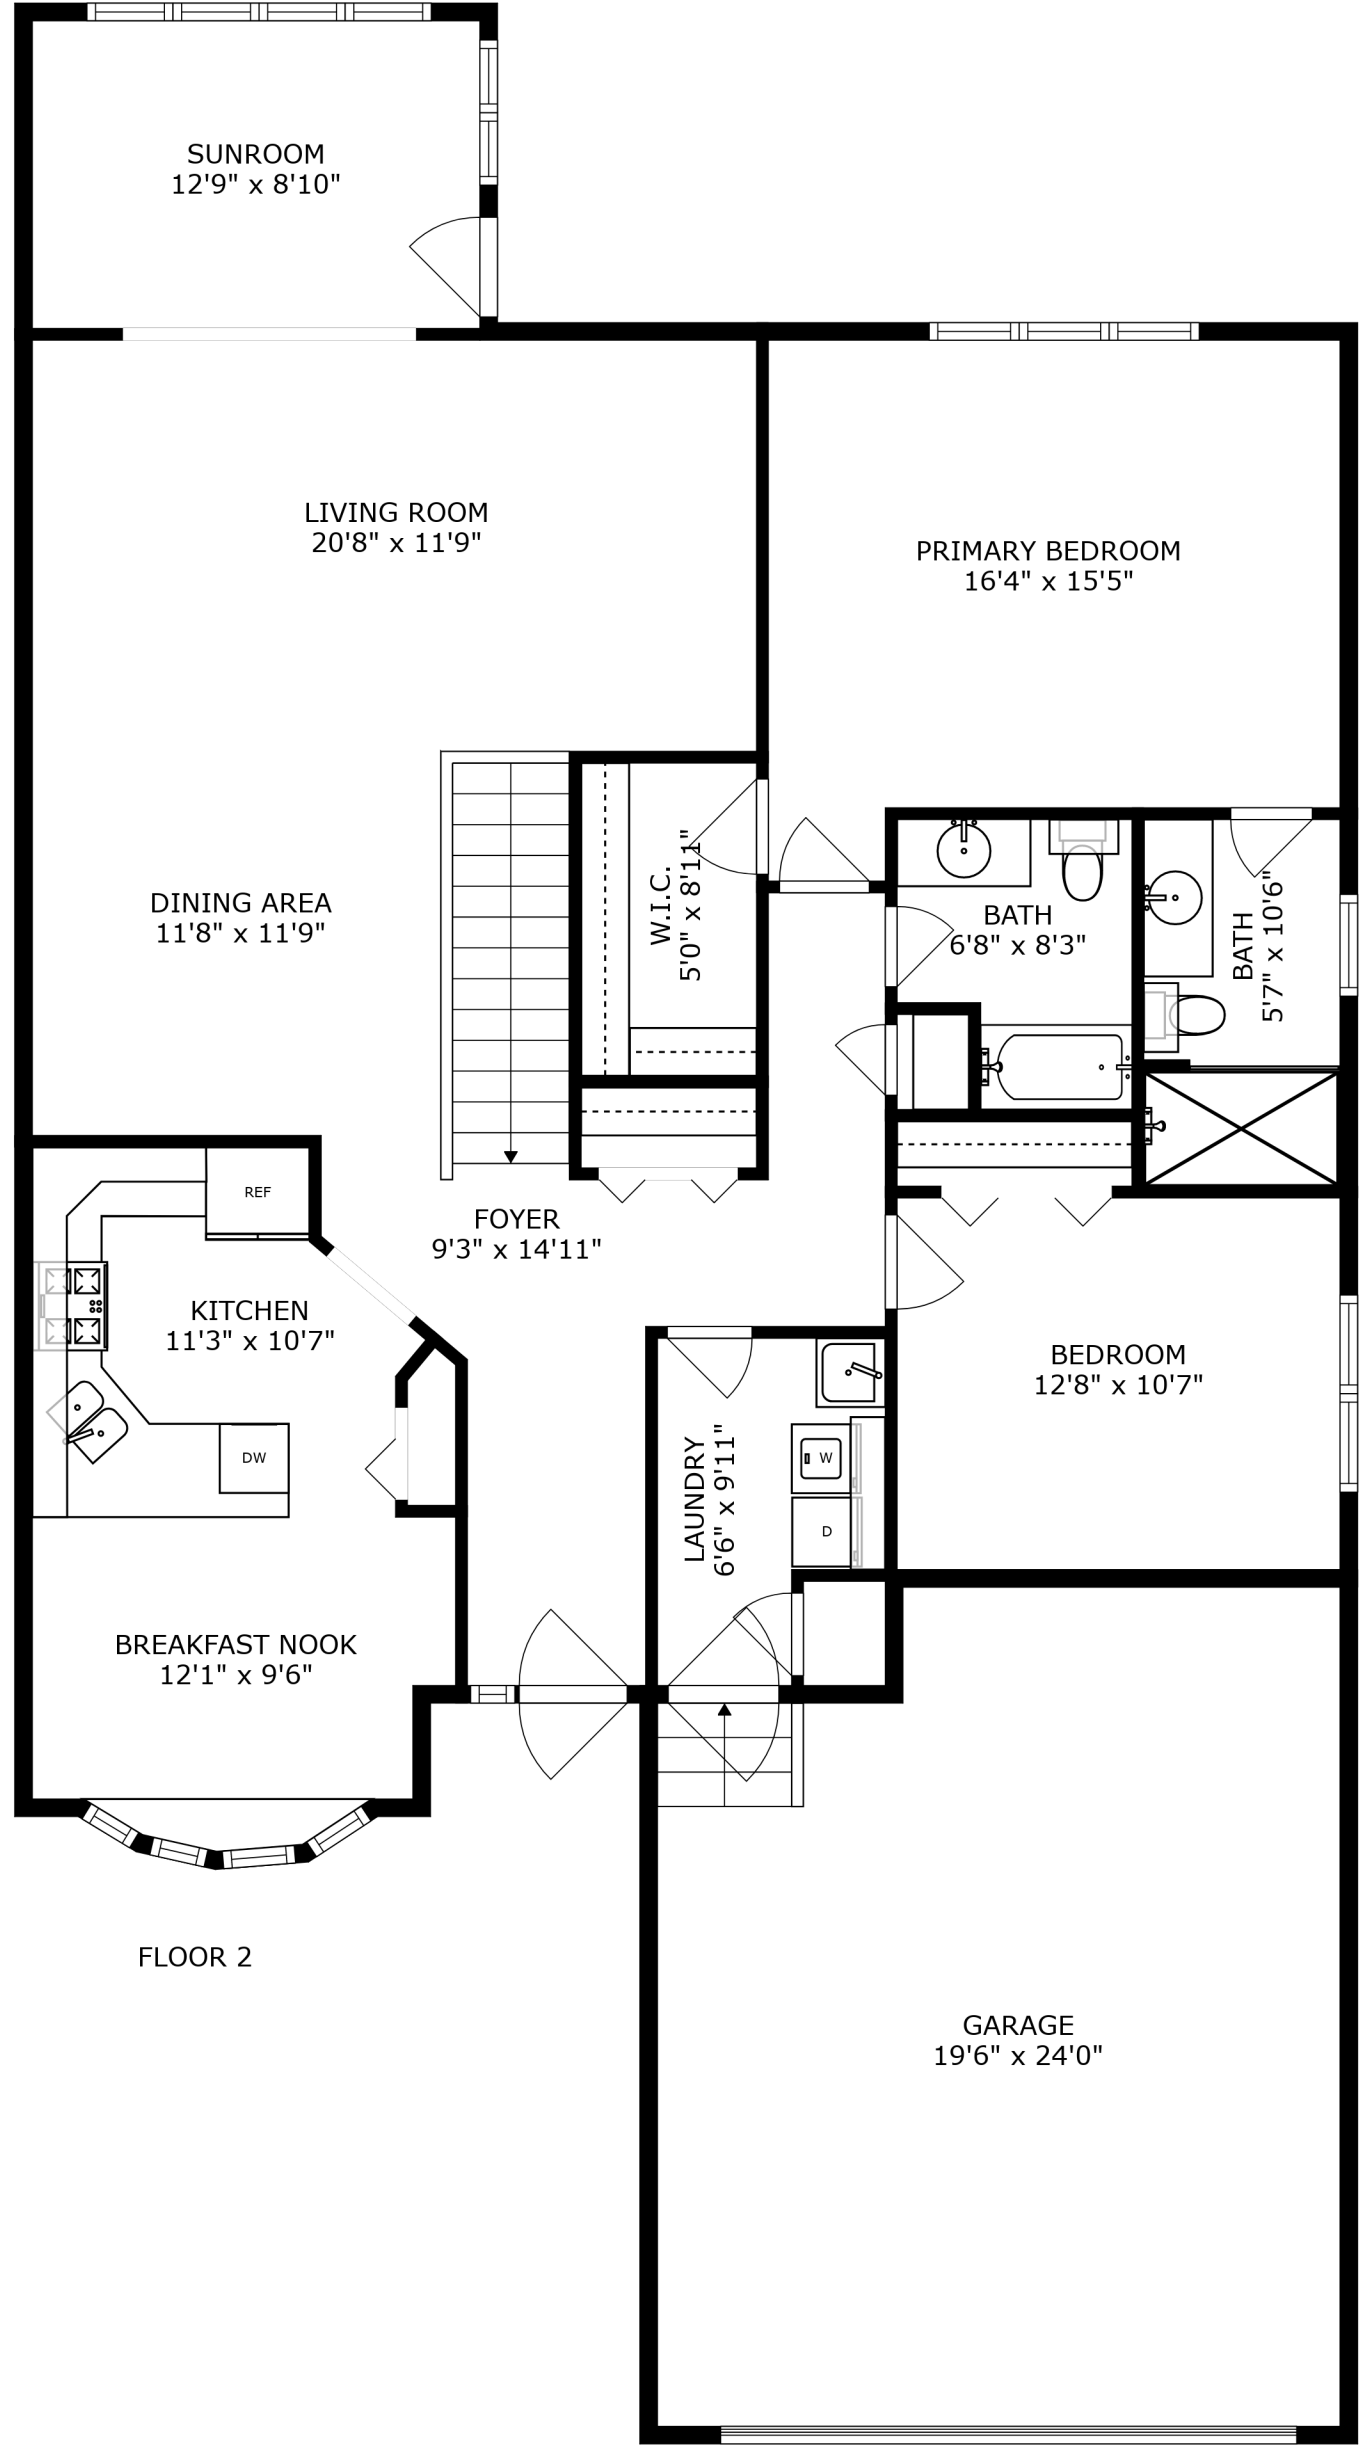 SUNROOM
12'9" x 8'10"
LIVING ROOM
20'8" x 11'9"
PRIMARY BEDROOM
16'4" x 15'5"
DINING AREA
11'8" x 11'9"
W.I.C.
5'0" x 8'11"
BATH
6'8" x 8'3"
BATH
5'7" x 10'6"
REF
FOYER
9'3" x 14'11"
KITCHEN
11'3" x 10'7"
BEDROOM
12'8" x 10'7"
DW
LAUNDRY
6'6" x 9'11"
W
D
BREAKFAST NOOK
12'1" x 9'6"
FLOOR 2
GARAGE
19'6" x 24'0"